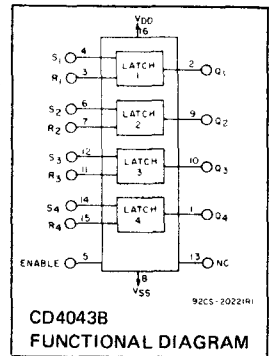 VDD
16
S1 4
R1 3
LATCH
1
2 Q1
S2 6
R2 7
LATCH
2
9 Q2
S3 12
R3 11
LATCH
3
10 Q3
S4 14
R4 15
LATCH
4
1 Q4
ENABLE 5
13 NC
8
VSS
92CS-20221R1
CD4043B
FUNCTIONAL DIAGRAM